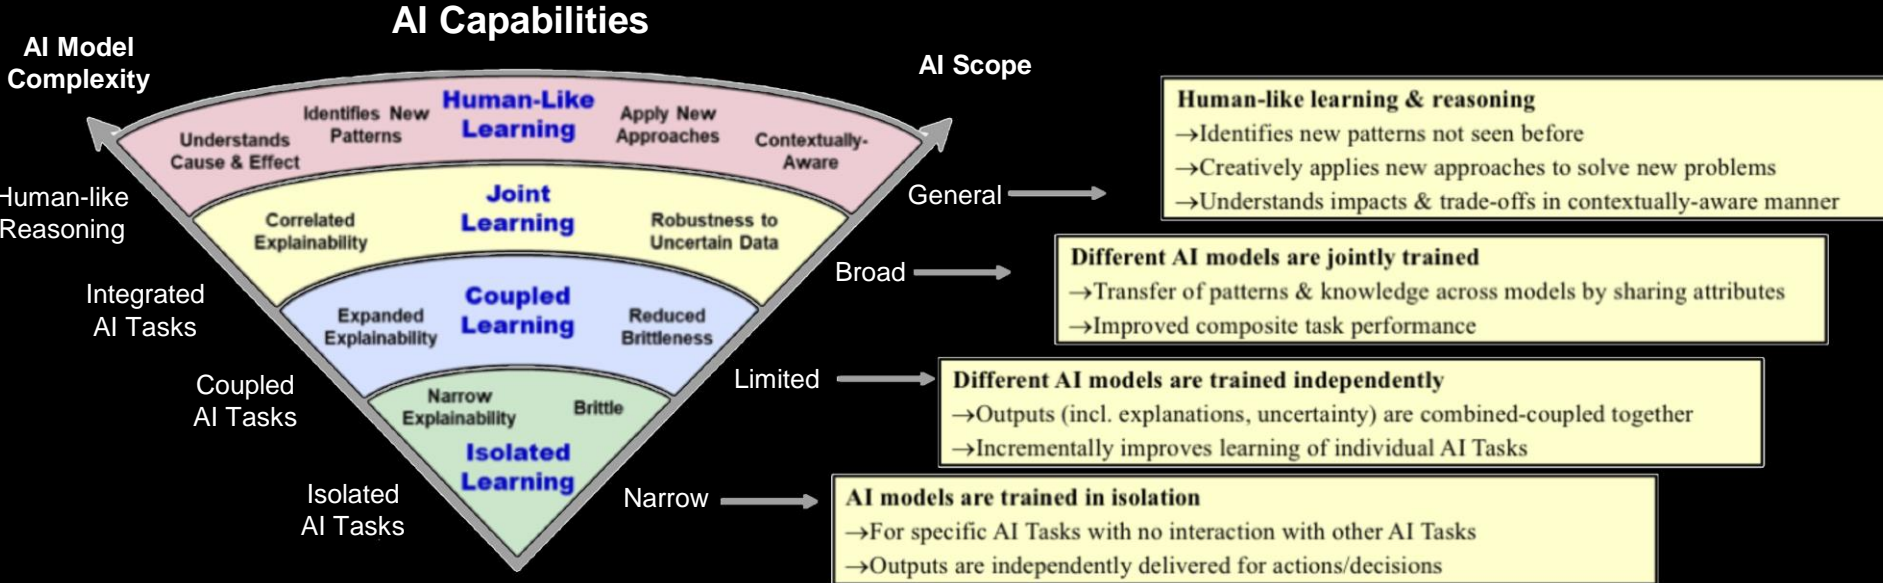 AI Capabilities
AI Model
Complexity
AI Scope
Human-Like
Learning
Understands
Cause & Effect
Identifies New
Patterns
Apply New
Approaches
Contextually-
Aware
Joint
Learning
Correlated
Explainability
Robustness to
Uncertain Data
Coupled
Learning
Expanded
Explainability
Reduced
Brittleness
Narrow
Explainability
Brittle
Isolated
Learning
Human-like
Reasoning
Integrated
AI Tasks
Coupled
AI Tasks
Isolated
AI Tasks
General
Human-like learning & reasoning
→Identifies new patterns not seen before
→Creatively applies new approaches to solve new problems
→Understands impacts & trade-offs in contextually-aware manner
Broad
Different AI models are jointly trained
→Transfer of patterns & knowledge across models by sharing attributes
→Improved composite task performance
Limited
Different AI models are trained independently
→Outputs (incl. explanations, uncertainty) are combined-coupled together
→Incrementally improves learning of individual AI Tasks
Narrow
AI models are trained in isolation
→For specific AI Tasks with no interaction with other AI Tasks
→Outputs are independently delivered for actions/decisions